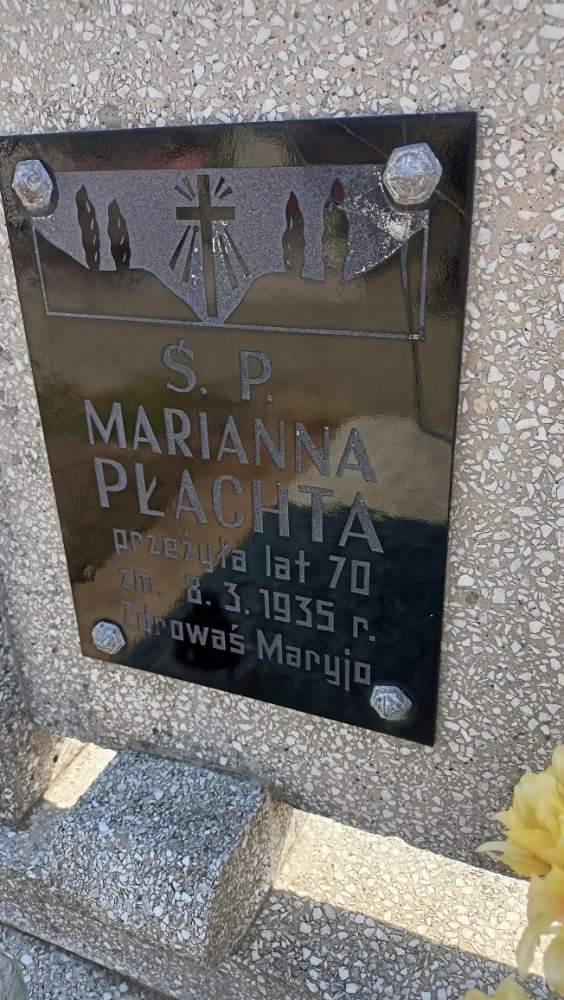 Ś. P.
MARIANNA
PŁACHTA
przeżyła lat 70
zm. 8. 3. 1935 r.
Zdrowaś Maryjo